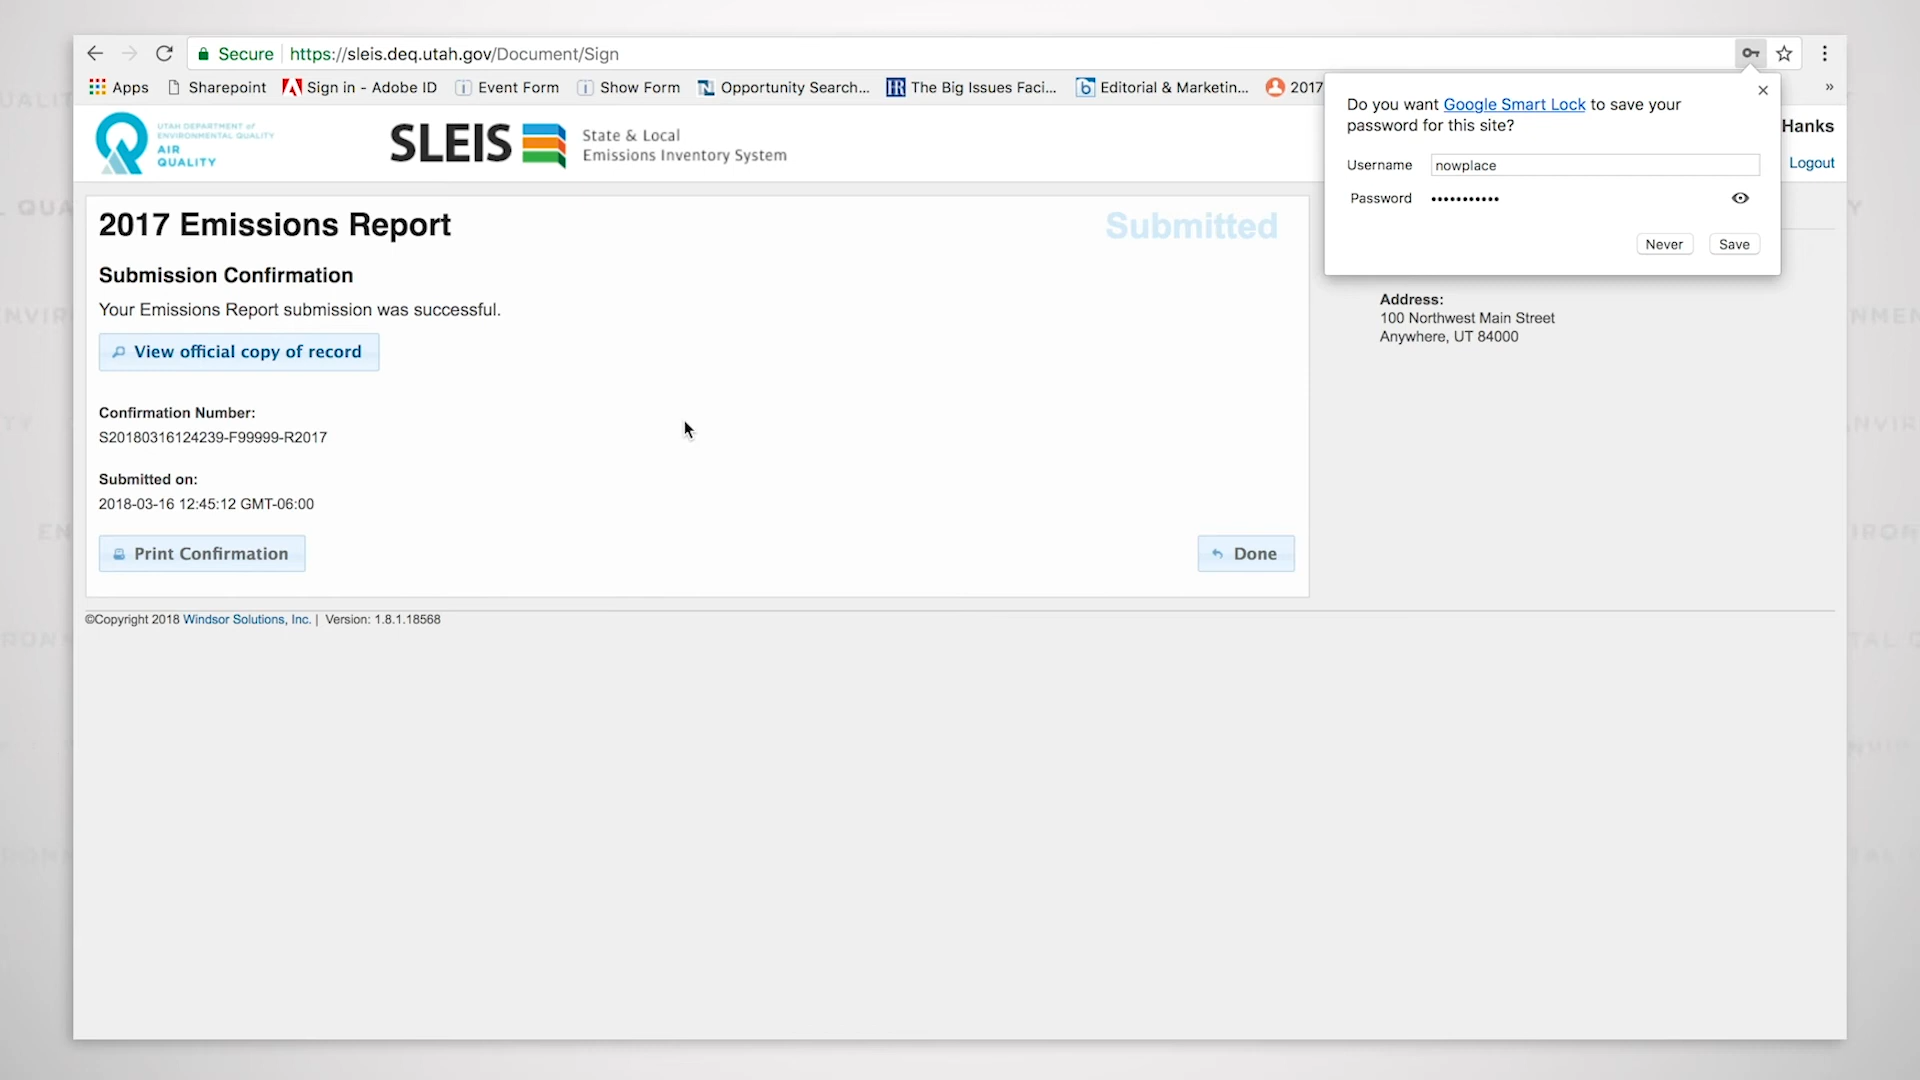 Secure https://sleis.deq.utah.gov/Document/Sign
Apps Sharepoint Sign in - Adobe ID Event Form Show Form Opportunity Search... The Big Issues Faci... Editorial & Marketin... 2017 »
UTAH DEPARTMENT of
ENVIRONMENTAL QUALITY
AIR
QUALITY
SLEIS
State & Local
Emissions Inventory System
Do you want Google Smart Lock to save your
password for this site?
Username nowplace
Password •••••••••••
Never Save
Hanks
Logout
2017 Emissions Report
Submitted
Submission Confirmation
Your Emissions Report submission was successful.
View official copy of record
Confirmation Number:
S20180316124239-F99999-R2017
Submitted on:
2018-03-16 12:45:12 GMT-06:00
Print Confirmation
Done
Address:
100 Northwest Main Street
Anywhere, UT 84000
©Copyright 2018 Windsor Solutions, Inc. | Version: 1.8.1.18568